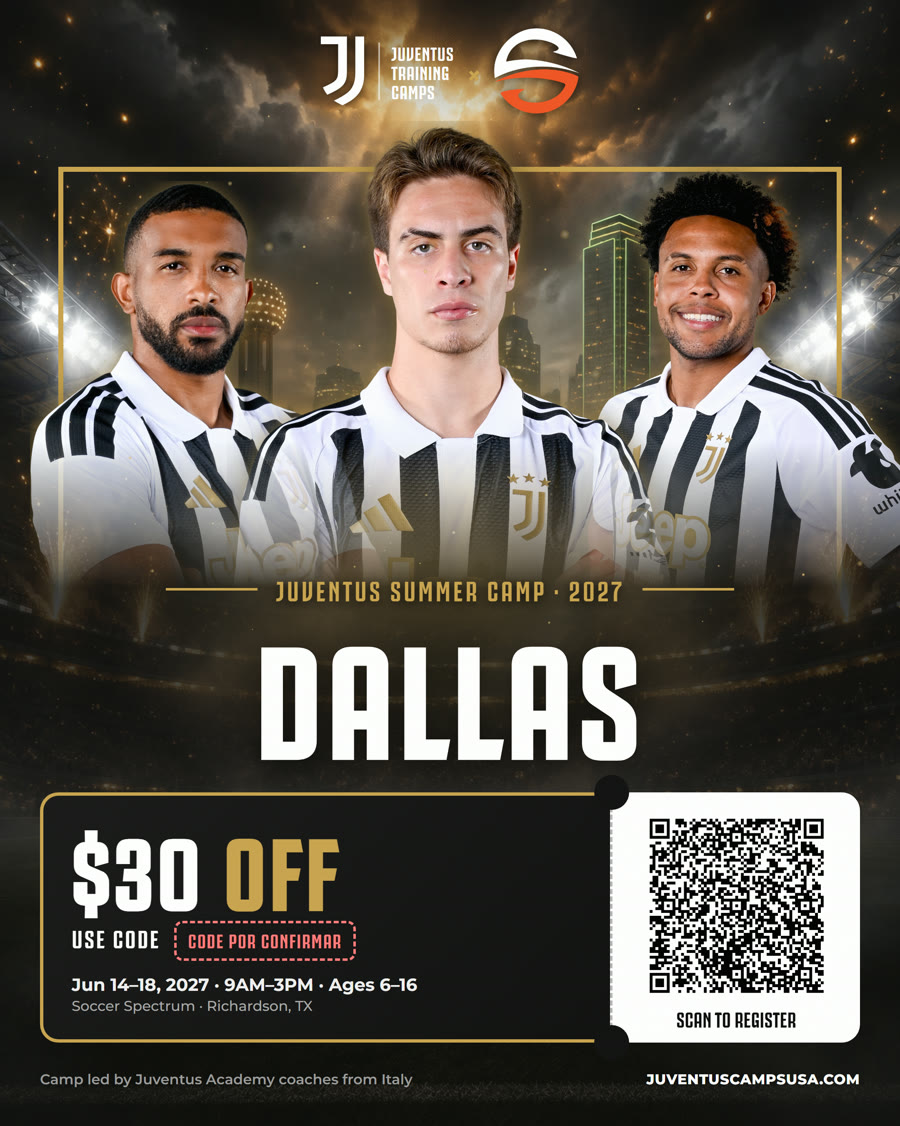 JUVENTUS
TRAINING
CAMPS
Jeep
whi
JUVENTUS SUMMER CAMP · 2027
DALLAS
$30 OFF
USE CODE CODE POR CONFIRMAR
Jun 14–18, 2027 · 9AM–3PM · Ages 6–16
Soccer Spectrum · Richardson, TX
SCAN TO REGISTER
Camp led by Juventus Academy coaches from Italy
JUVENTUSCAMPSUSA.COM